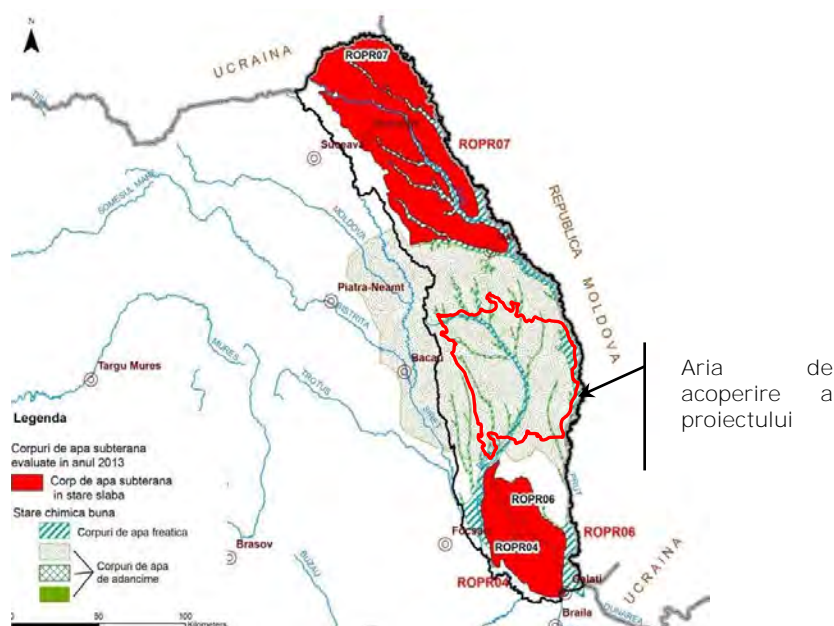 N
UCRAINA
ROPR07
Suceava
ROPR07
SOMESUL MARE
MOLDOVA
REPUBLICA
MOLDOVA
Piatra-Neamt
BISTRITA
Targu Mures
MURES
Bacau
TROTUS
SIRET
Aria de
acoperire a
proiectului
Legenda
Corpuri de apa subterana
evaluate in anul 2013
Corp de apa subterana
in stare slaba
Stare chimica buna
Corpuri de apa freatica
Corpuri de apa
de adancime
PRUT
ROPR06
ROPR06
Focsani
ROPR04
ROPR04
Brasov
BUZAU
Galati
UCRAINA
Braila
DUNAREA
0 50 100
Kilometers